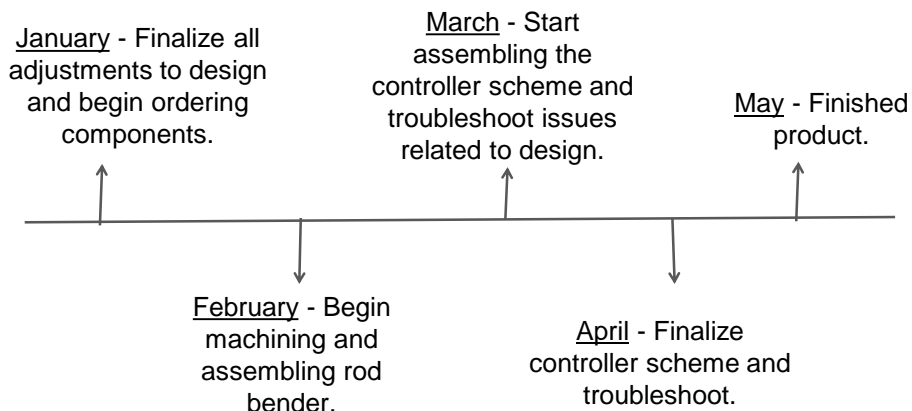 January - Finalize all
adjustments to design
and begin ordering
components.
February - Begin
machining and
assembling rod
bender.
March - Start
assembling the
controller scheme and
troubleshoot issues
related to design.
April - Finalize
controller scheme and
troubleshoot.
May - Finished
product.